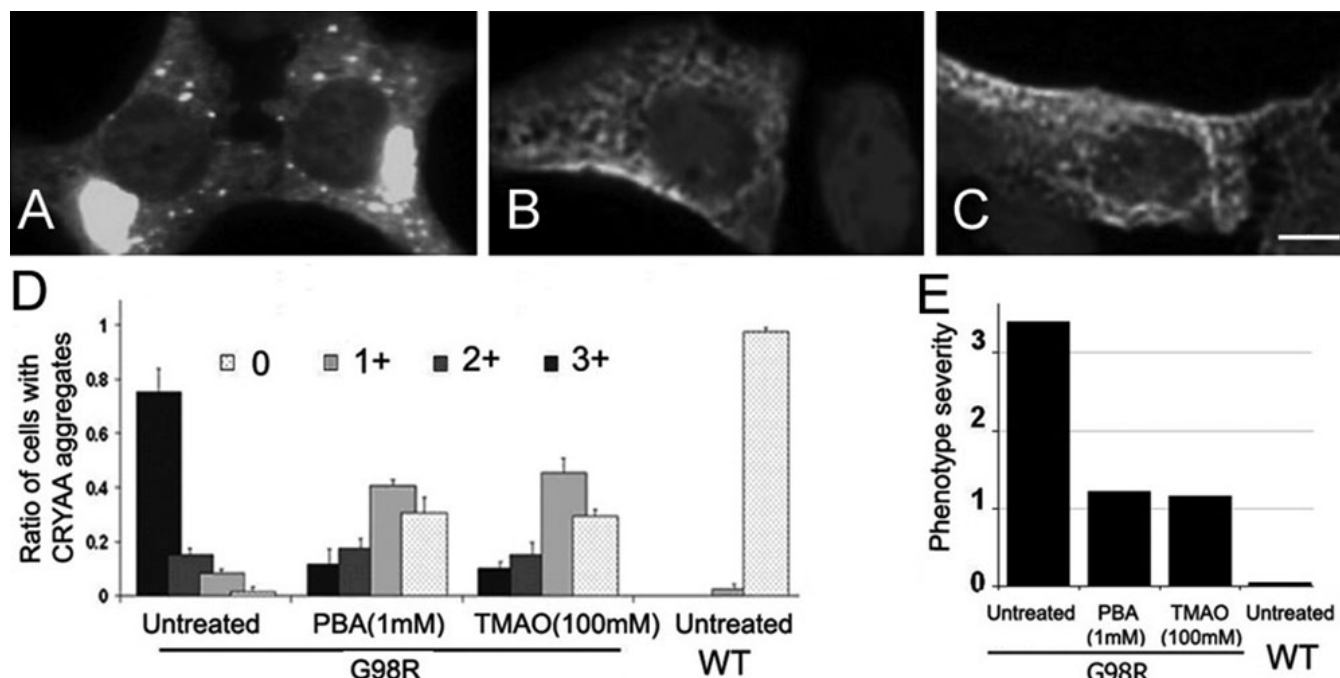 A
B
C
D
Ratio of cells with
CRYAA aggregates
1
0.8
0.6
0.4
0.2
0
0 1+ 2+ 3+
Untreated PBA(1mM) TMAO(100mM) Untreated
G98R WT
E
Phenotype severity
3
2
1
0
Untreated PBA TMAO Untreated
(1mM) (100mM)
G98R WT